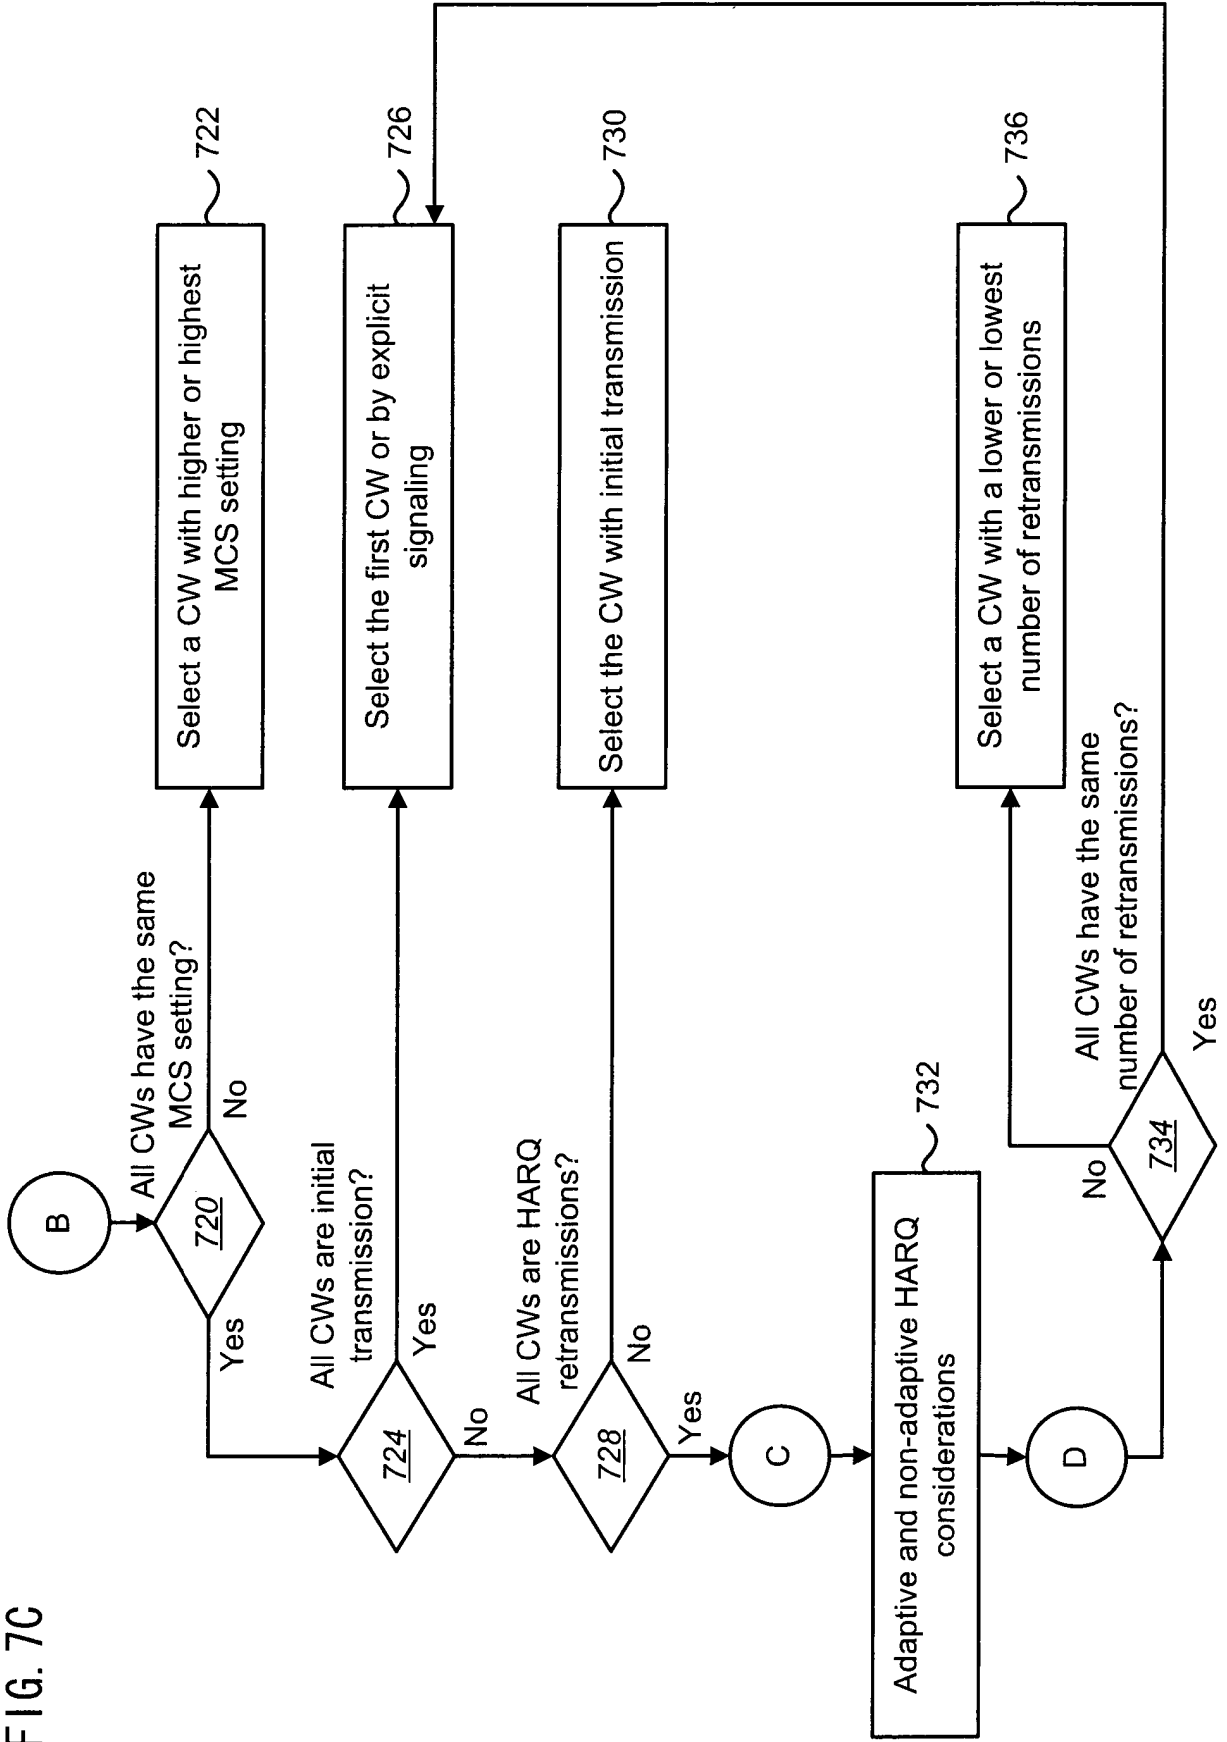 FIG. 7C
B
All CWs have the same
MCS setting?
720
No
Yes
Select a CW with higher or highest
MCS setting
722
All CWs are initial
transmission?
724
Yes
No
Select the first CW or by explicit
signaling
726
All CWs are HARQ
retransmissions?
728
No
Yes
Select the CW with initial transmission
730
C
Adaptive and non-adaptive HARQ
considerations
732
D
All CWs have the same
number of retransmissions?
734
No
Yes
Select a CW with a lower or lowest
number of retransmissions
736